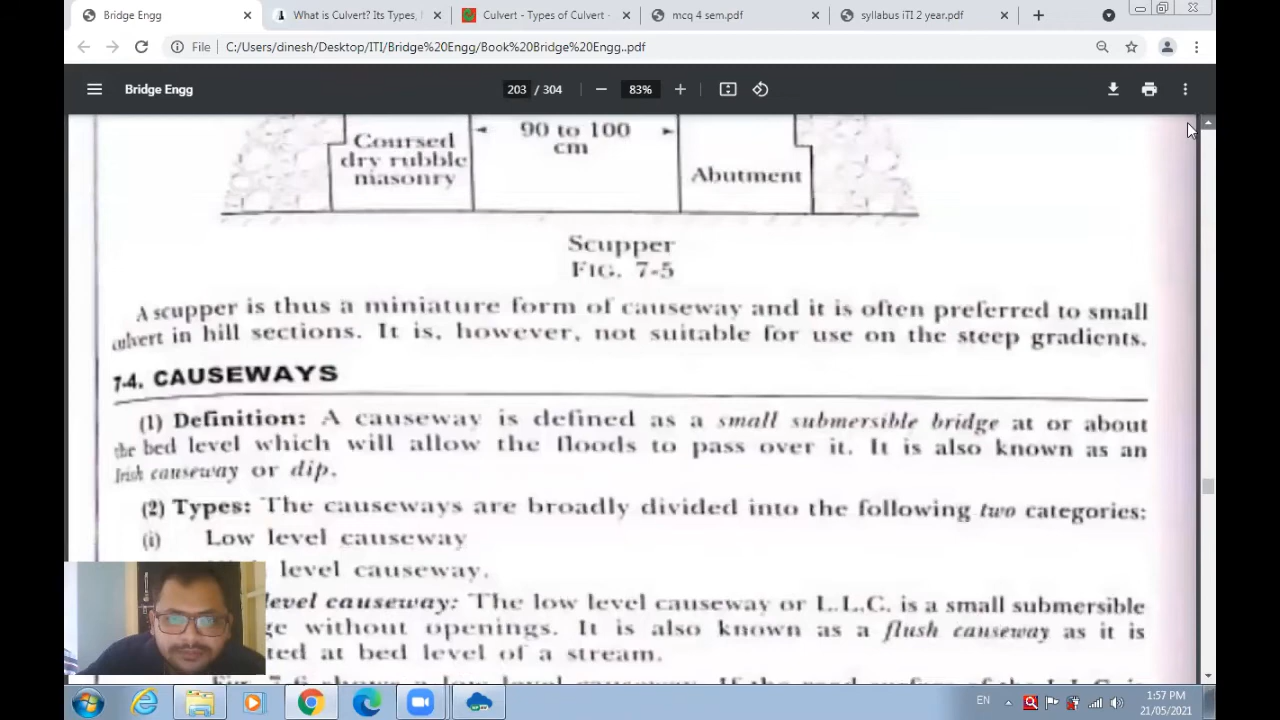 Bridge Engg
What is Culvert? Its Types,
Culvert - Types of Culvert -
mcq 4 sem.pdf
syllabus iTI 2 year.pdf
File
C:/Users/dinesh/Desktop/ITI/Bridge%20Engg/Book%20Bridge%20Engg..pdf
Bridge Engg
203 / 304
83%
Coursed
dry rubble
masonry
90 to 100
cm
Abutment
Scupper
FIG. 7-5
A scupper is thus a miniature form of causeway and it is often preferred to small
culvert in hill sections. It is, however, not suitable for use on the steep gradients.
7-4. CAUSEWAYS
(1) Definition: A causeway is defined as a small submersible bridge at or about
the bed level which will allow the floods to pass over it. It is also known as an
Irish causeway or dip.
(2) Types: The causeways are broadly divided into the following two categories:
(i) Low level causeway
level causeway.
level causeway: The low level causeway or L.L.C. is a small submersible
without openings. It is also known as a flush causeway as it is
at bed level of a stream.
EN
1:57 PM
21/05/2021